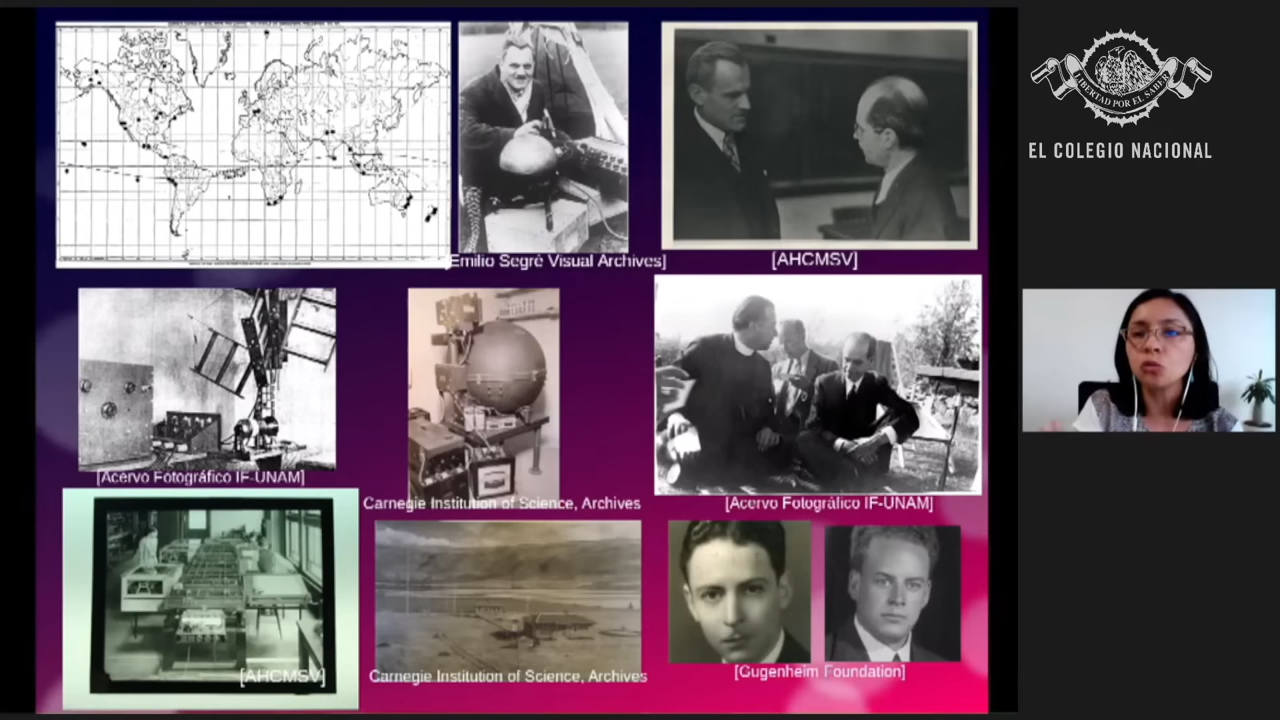 LIBERTAD POR EL SABER
EL COLEGIO NACIONAL
[Emilio Segrè Visual Archives]
[AHCMSV]
[Acervo Fotográfico IF-UNAM]
Carnegie Institution of Science, Archives
[Acervo Fotográfico IF-UNAM]
[AHCMSV]
Carnegie Institution of Science, Archives
[Gugenheim Foundation]